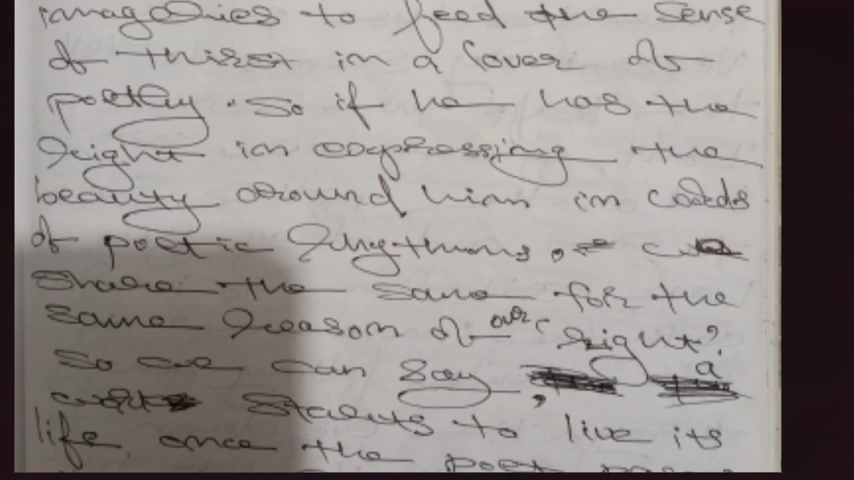 imageries to feed the sense
of thirst in a lover of
poetry. So if he has the
right in expressing the
beauty around him in words
of poetic rhythms, we
share the same for the
same reason of our right?
So we can say, a
starts to live its
life, once the poet